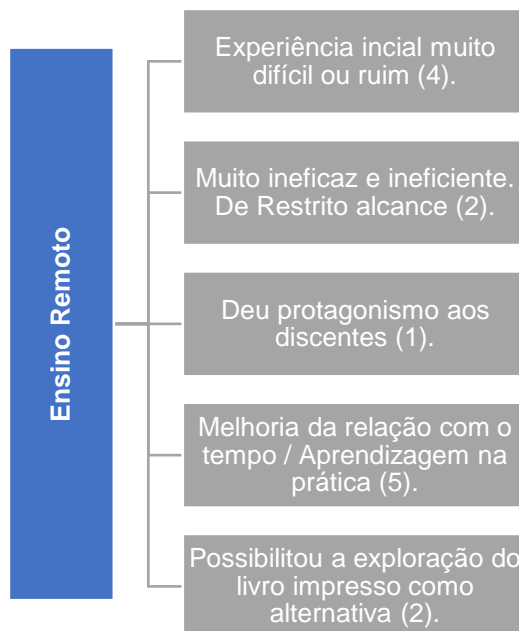 Ensino Remoto
Experiência incial muito
difícil ou ruim (4).
Muito ineficaz e ineficiente.
De Restrito alcance (2).
Deu protagonismo aos
discentes (1).
Melhoria da relação com o
tempo / Aprendizagem na
prática (5).
Possibilitou a exploração do
livro impresso como
alternativa (2).